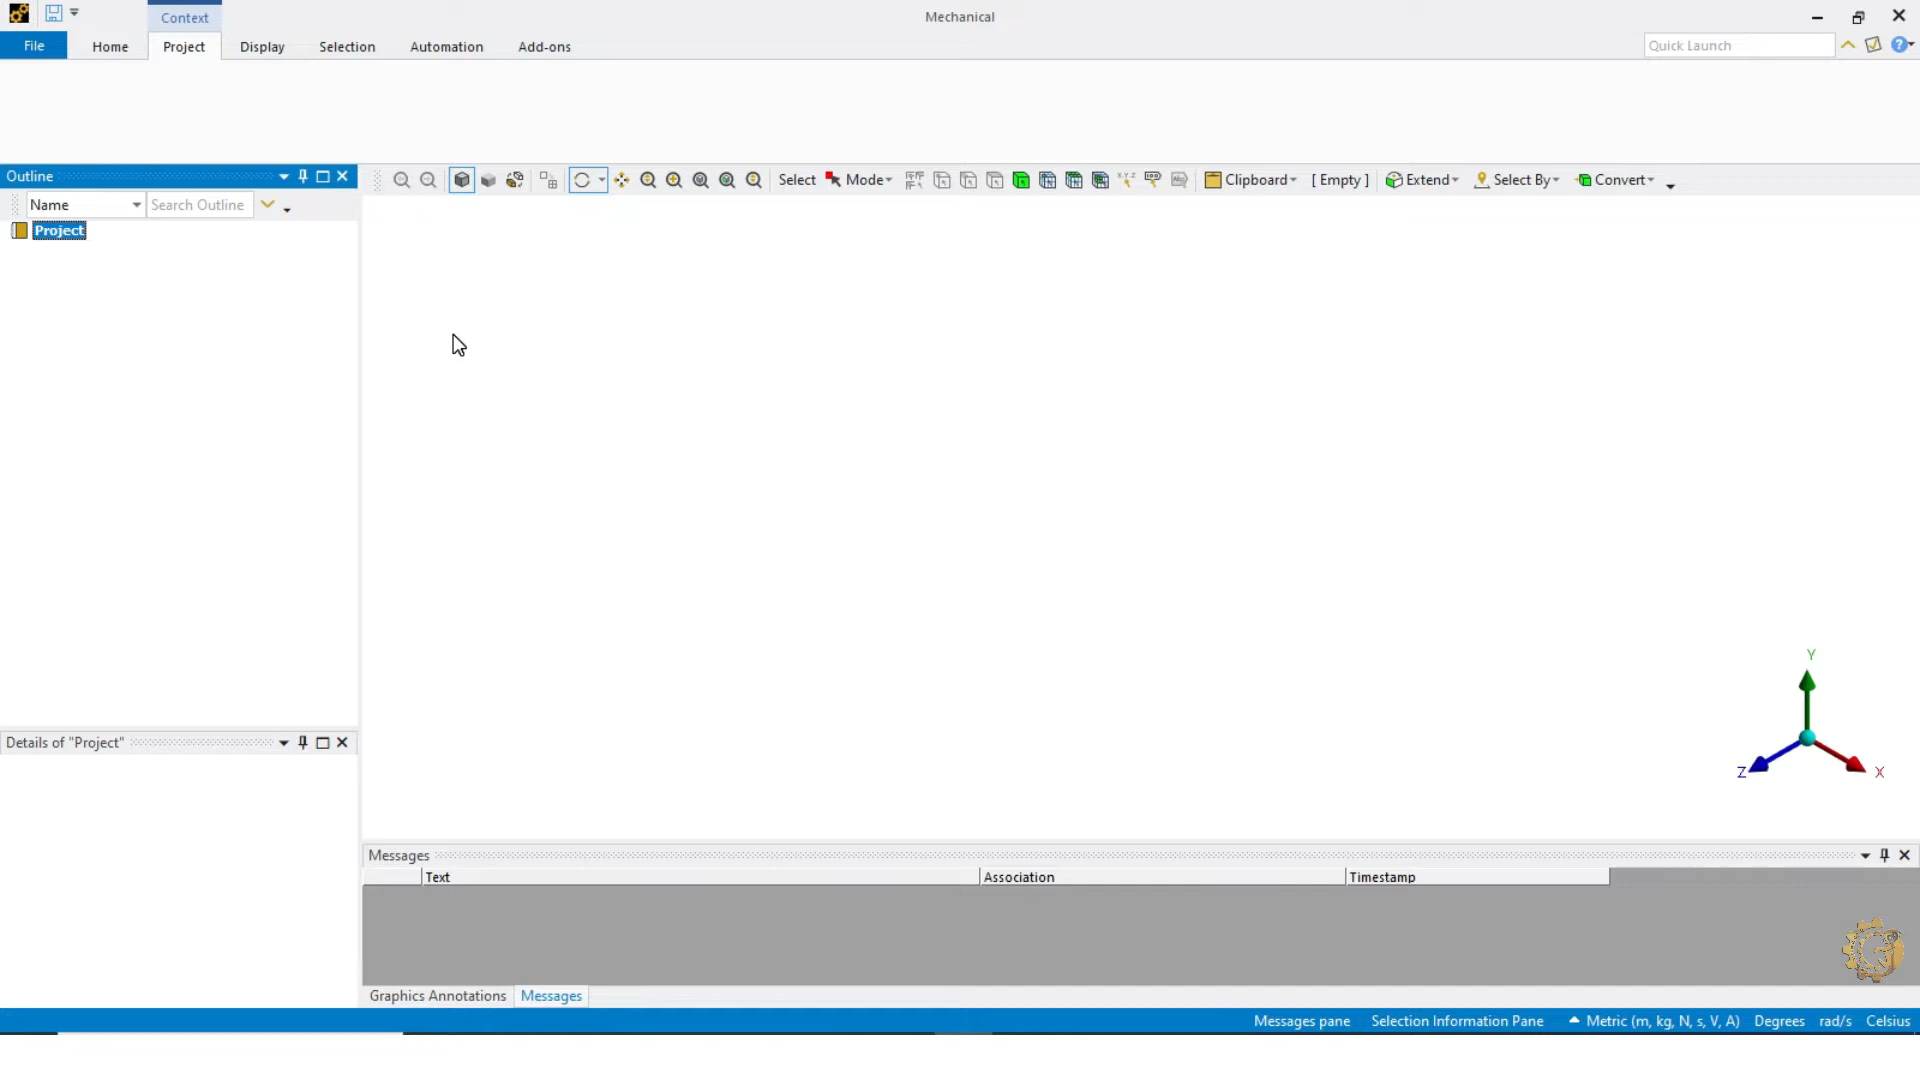 Context
Mechanical
File Home Project Display Selection Automation Add-ons
Quick Launch
Outline
Select Mode Clipboard [ Empty ] Extend Select By Convert
Name Search Outline
Project
Y
Z X
Details of "Project"
Messages
Text Association Timestamp
Graphics Annotations Messages
Messages pane Selection Information Pane Metric (m, kg, N, s, V, A) Degrees rad/s Celsius